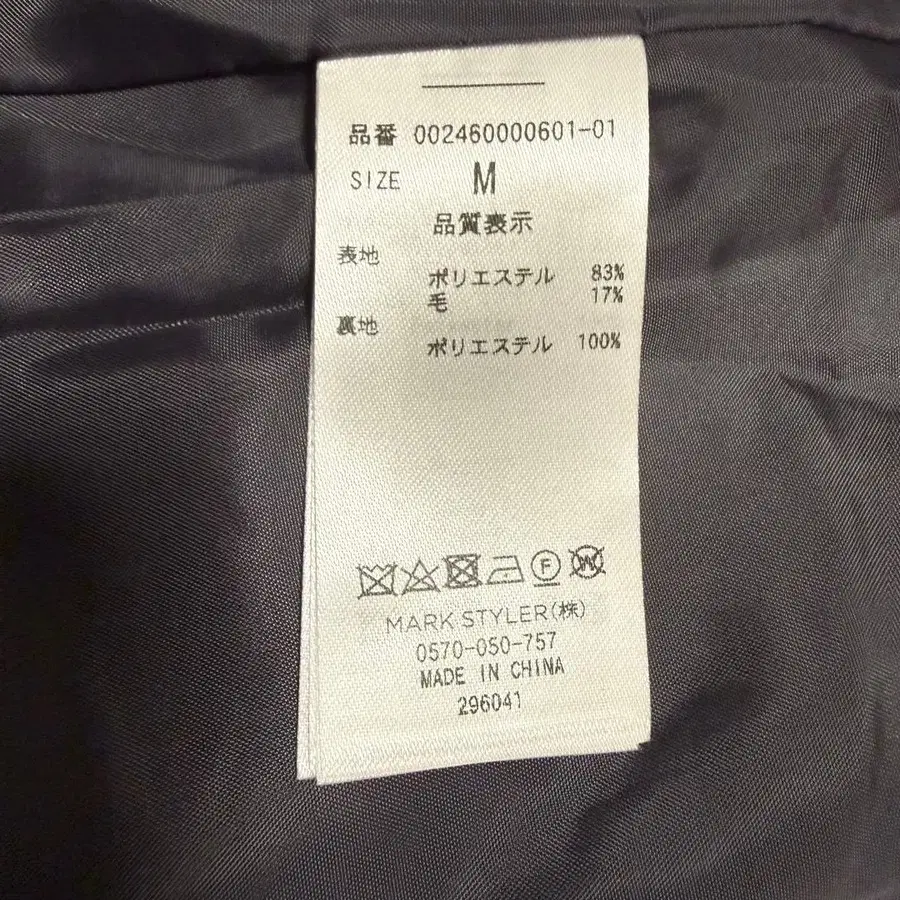 品番 002460000601-01
SIZE M
品質表示
表地
ポリエステル 83%
毛 17%
裏地
ポリエステル 100%
F W
MARK STYLER(株)
0570-050-757
MADE IN CHINA
296041